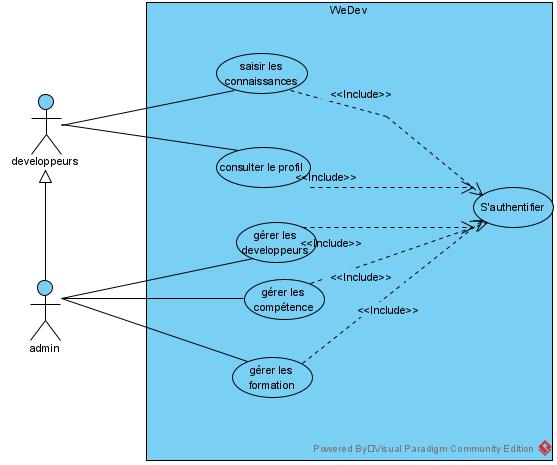 WeDev
saisir les
connaissances
<<Include>>
developpeurs
consulter le profil
<<Include>>
S'authentifier
gérer les
developpeurs
<<Include>>
gérer les
compétence
<<Include>>
<<Include>>
admin
gérer les
formation
Powered By Visual Paradigm Community Edition